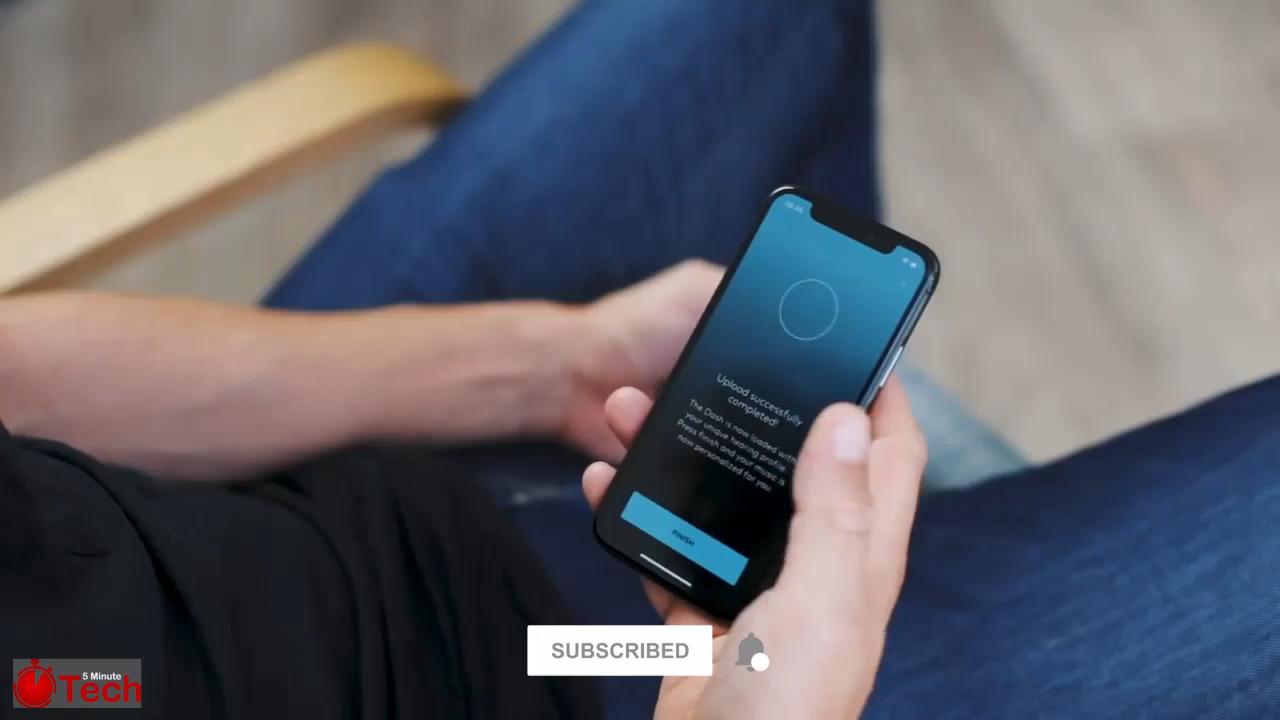 Upload successfully
completed!
The Dash is now loaded with
your unique hearing profile.
Press finish and your music is
now personalized for you.
FINISH
SUBSCRIBED
5 Minute
Tech